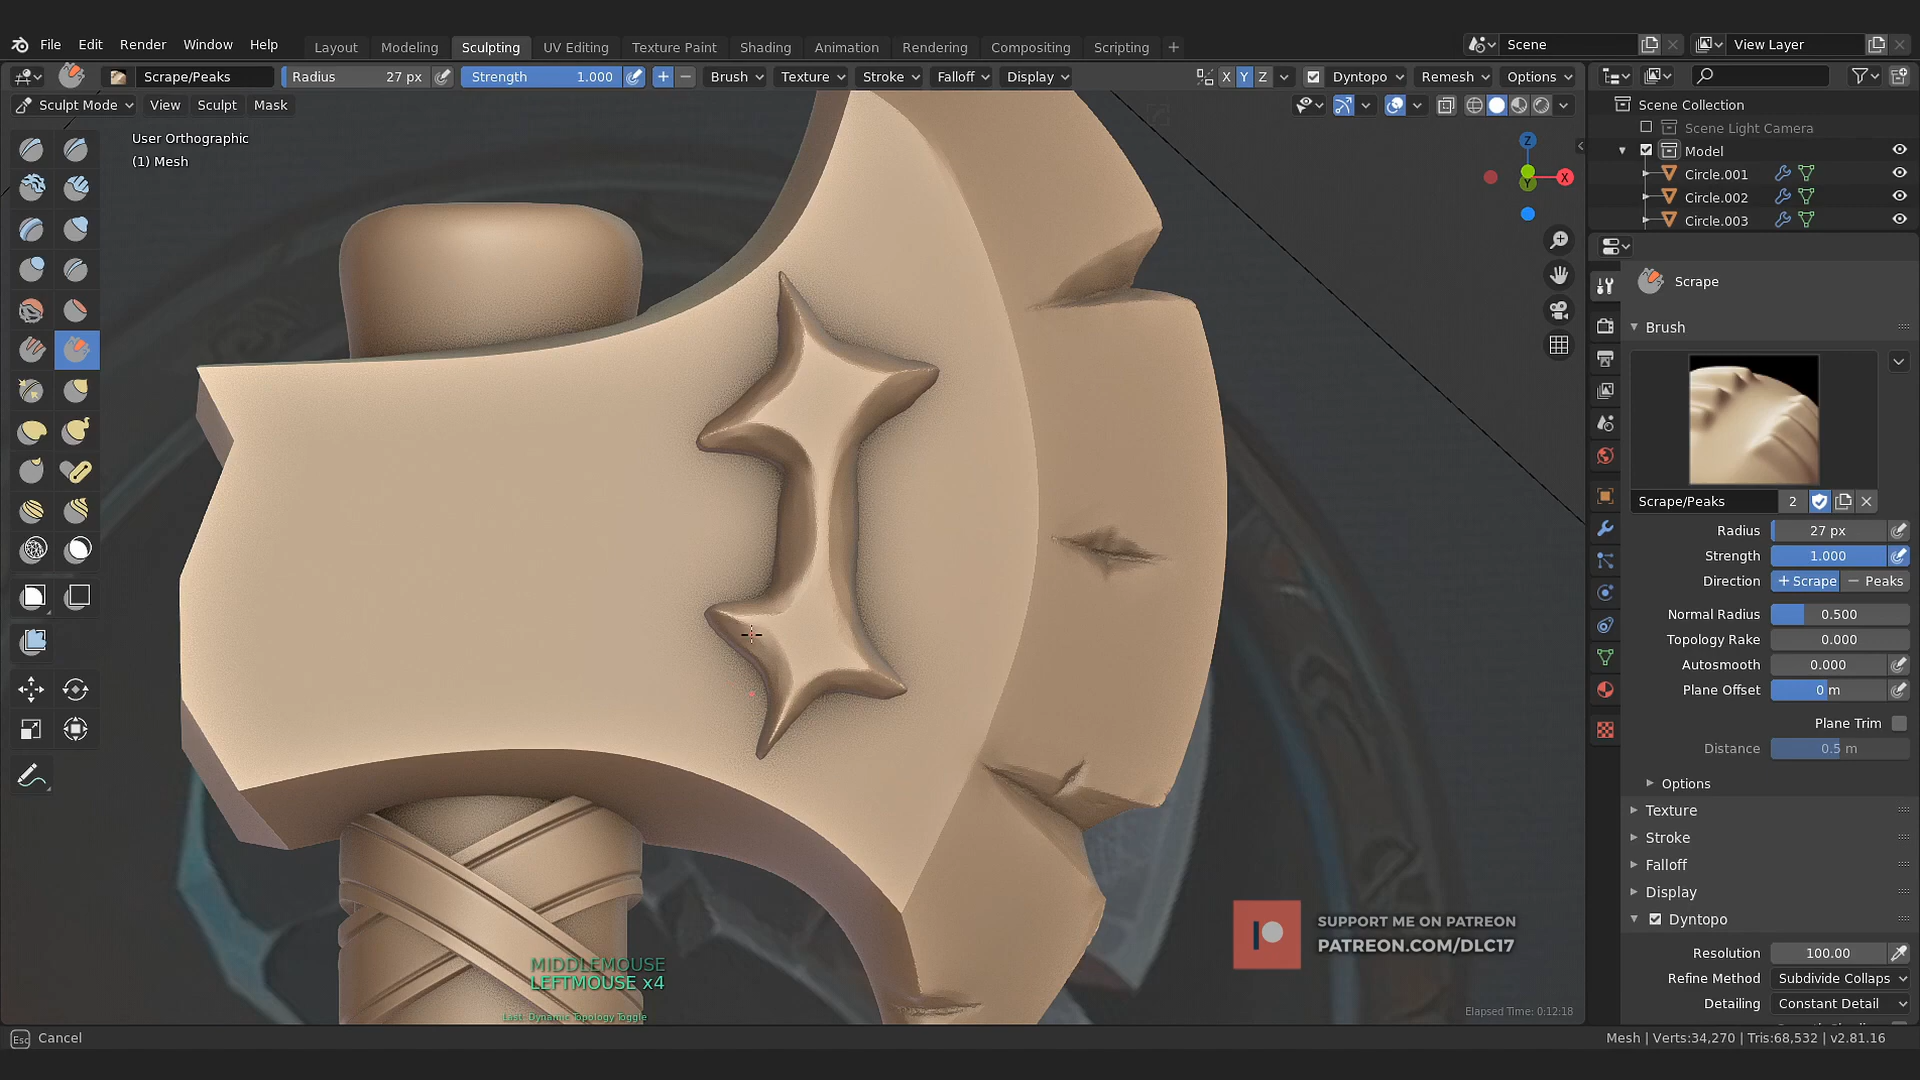 File Edit Render Window Help Layout Modeling Sculpting UV Editing Texture Paint Shading Animation Rendering Compositing Scripting + Scene View Layer
Scrape/Peaks Radius 27 px Strength 1.000 + − Brush Texture Stroke Falloff Display X Y Z Dyntopo Remesh Options
Sculpt Mode View Sculpt Mask
User Orthographic
(1) Mesh
Z
Y
X
Scene Collection
Scene Light Camera
Model
Circle.001
Circle.002
Circle.003
Scrape
Brush
Scrape/Peaks 2
Radius 27 px
Strength 1.000
Direction + Scrape − Peaks
Normal Radius 0.500
Topology Rake 0.000
Autosmooth 0.000
Plane Offset 0 m
Plane Trim
Distance 0.5 m
Options
Texture
Stroke
Falloff
Display
Dyntopo
Resolution 100.00
Refine Method Subdivide Collaps
Detailing Constant Detail
SUPPORT ME ON PATREON
PATREON.COM/DLC17
MIDDLEMOUSE
LEFTMOUSE x4
Last: Dynamic Topology Toggle
Elapsed Time: 0:12:18
Esc Cancel
Mesh | Verts:34,270 | Tris:68,532 | v2.81.16